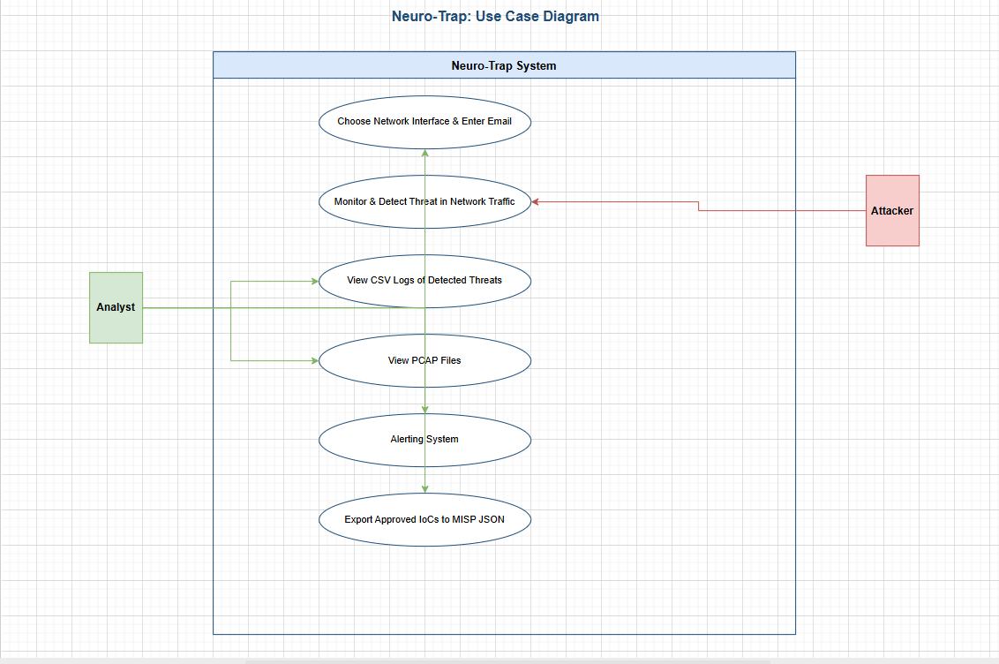 Neuro-Trap: Use Case Diagram
Neuro-Trap System
Choose Network Interface & Enter Email
Monitor & Detect Threat in Network Traffic
Attacker
View CSV Logs of Detected Threats
Analyst
View PCAP Files
Alerting System
Export Approved IoCs to MISP JSON